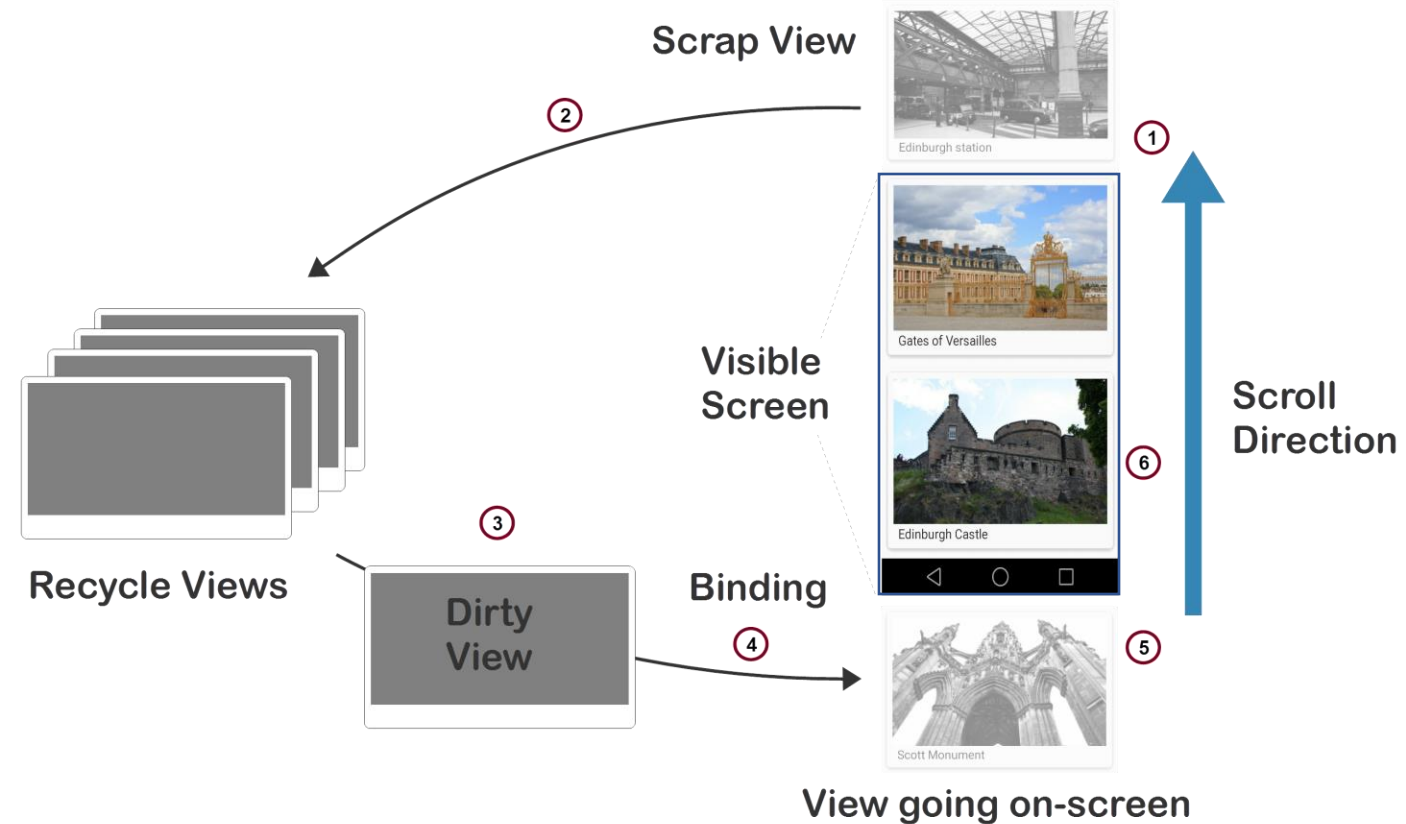 Scrap View
2
Edinburgh station
1
Gates of Versailles
Visible
Screen
Scroll
Direction
6
Edinburgh Castle
3
Recycle Views
Dirty
View
Binding
4
5
Scott Monument
View going on-screen